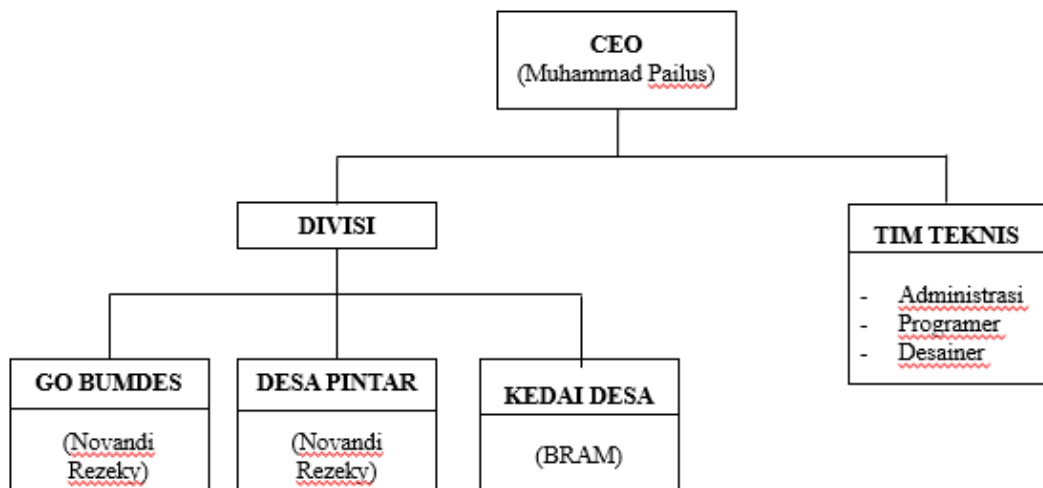 CEO
(Muhammad Pailus)
DIVISI
TIM TEKNIS
- Administrasi
- Programer
- Desainer
GO BUMDES
(Novandi
Rezeky)
DESA PINTAR
(Novandi
Rezeky)
KEDAI DESA
(BRAM)